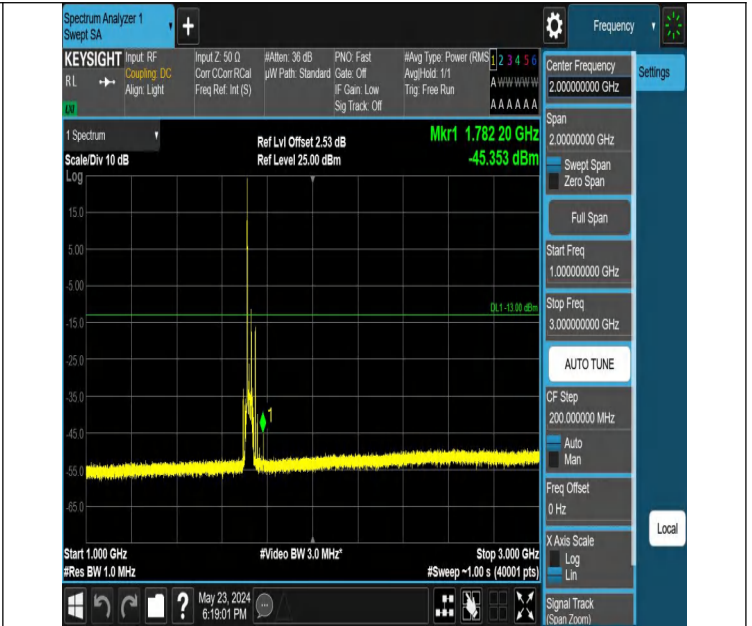 Spectrum Analyzer 1
Swept SA
+
Frequency
KEYSIGHT
RL
Input: RF
Coupling: DC
Align: Light
Input Z: 50 Ω
Corr CCorr RCal
Freq Ref: Int (S)
#Atten: 36 dB
µW Path: Standard
PNO: Fast
Gate: Off
IF Gain: Low
Sig Track: Off
#Avg Type: Power (RMS
Avg|Hold: 1/1
Trig: Free Run
1 2 3 4 5 6
A W W W W W
A A A A A A
1 Spectrum
Scale/Div 10 dB
Log
Ref Lvl Offset 2.53 dB
Ref Level 25.00 dBm
Mkr1 1.782 20 GHz
-45.353 dBm
15.0
5.00
-5.00
-15.0
-25.0
-35.0
-45.0
-55.0
-65.0
DL1 -13.00 dBm
1
Start 1.000 GHz
#Res BW 1.0 MHz
#Video BW 3.0 MHz*
Stop 3.000 GHz
#Sweep ~1.00 s (40001 pts)
?
May 23, 2024
6:19:01 PM
Center Frequency
2.000000000 GHz
Settings
Span
2.00000000 GHz
Swept Span
Zero Span
Full Span
Start Freq
1.000000000 GHz
Stop Freq
3.000000000 GHz
AUTO TUNE
CF Step
200.000000 MHz
Auto
Man
Freq Offset
0 Hz
X Axis Scale
Log
Lin
Local
Signal Track
(Span Zoom)